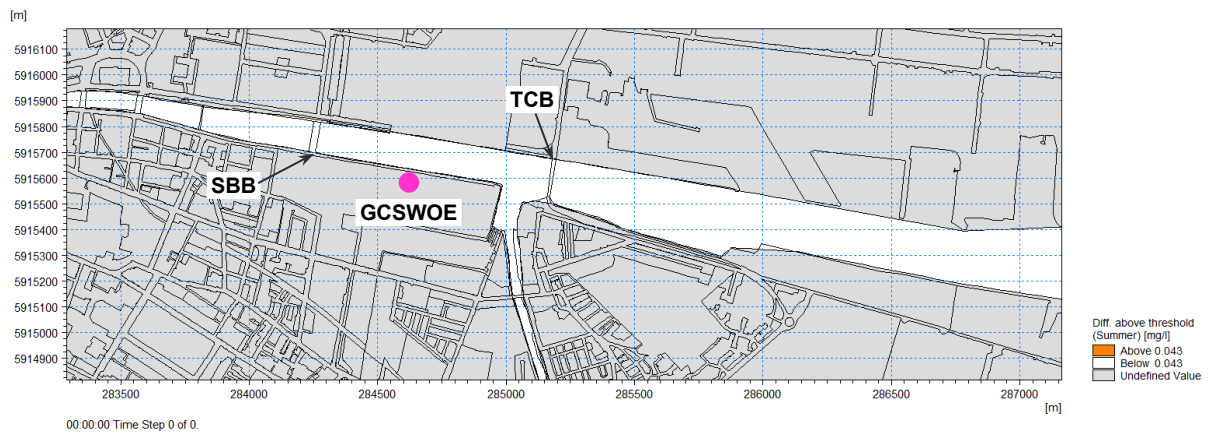 [m]
5916100
5916000
5915900
5915800
5915700
5915600
5915500
5915400
5915300
5915200
5915100
5915000
5914900
TCB
SBB
GCSWOE
283500 284000 284500 285000 285500 286000 286500 287000
[m]
Diff. above threshold
(Summer) [mg/l]
Above 0.043
Below 0.043
Undefined Value
00:00:00 Time Step 0 of 0.